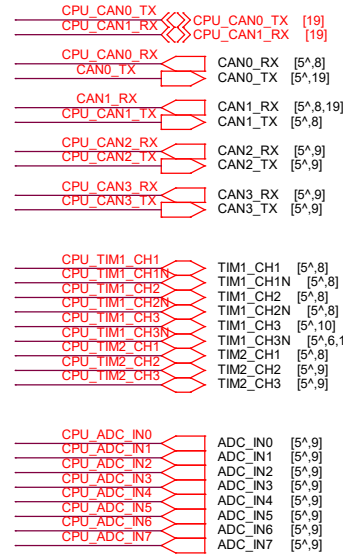 CPU_CAN0_TX CPU_CAN0_TX [19]
CPU_CAN1_RX CPU_CAN1_RX [19]
CPU_CAN0_RX CAN0_RX [5^,8]
CAN0_TX CAN0_TX [5^,19]
CAN1_RX CAN1_RX [5^,8,19]
CPU_CAN1_TX CAN1_TX [5^,8]
CPU_CAN2_RX CAN2_RX [5^,9]
CPU_CAN2_TX CAN2_TX [5^,9]
CPU_CAN3_RX CAN3_RX [5^,9]
CPU_CAN3_TX CAN3_TX [5^,9]
CPU_TIM1_CH1 TIM1_CH1 [5^,8]
CPU_TIM1_CH1N TIM1_CH1N [5^,8]
CPU_TIM1_CH2 TIM1_CH2 [5^,8]
CPU_TIM1_CH2N TIM1_CH2N [5^,8]
CPU_TIM1_CH3 TIM1_CH3 [5^,10]
CPU_TIM1_CH3N TIM1_CH3N [5^,6,1
CPU_TIM2_CH1 TIM2_CH1 [5^,8]
CPU_TIM2_CH2 TIM2_CH2 [5^,9]
CPU_TIM2_CH3 TIM2_CH3 [5^,9]
CPU_ADC_IN0 ADC_IN0 [5^,9]
CPU_ADC_IN1 ADC_IN1 [5^,9]
CPU_ADC_IN2 ADC_IN2 [5^,9]
CPU_ADC_IN3 ADC_IN3 [5^,9]
CPU_ADC_IN4 ADC_IN4 [5^,9]
CPU_ADC_IN5 ADC_IN5 [5^,9]
CPU_ADC_IN6 ADC_IN6 [5^,9]
CPU_ADC_IN7 ADC_IN7 [5^,9]